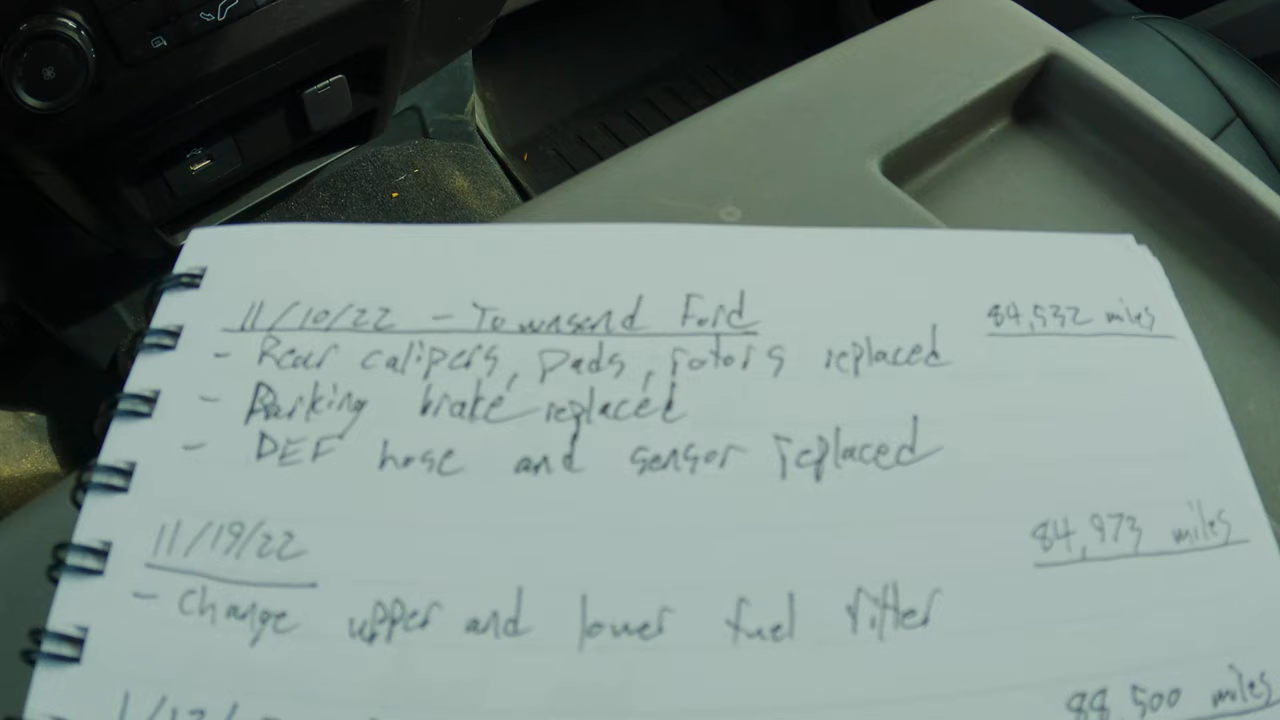 11/10/22 - Townsend Ford 84,532 miles
- Rear calipers, pads, rotors replaced
- Parking brake replaced
- DEF hose and sensor replaced
11/19/22 84,973 miles
- Change upper and lower fuel filter
88,500 miles